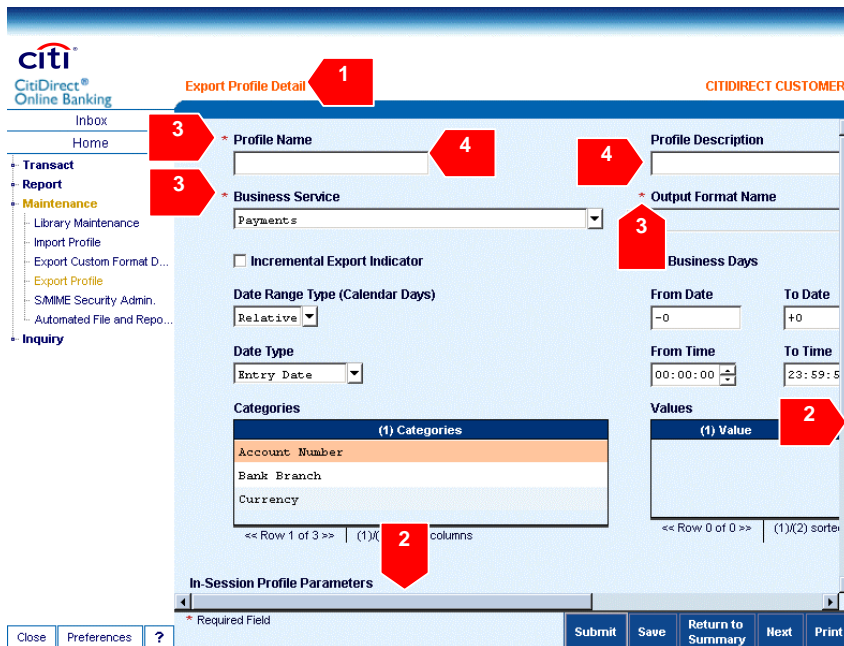 citi
CitiDirect®
Online Banking
Inbox
Home
Transact
Report
Maintenance
Library Maintenance
Import Profile
Export Custom Format D...
Export Profile
S/MIME Security Admin.
Automated File and Repo...
Inquiry
Close
Preferences
?
Export Profile Detail
1
CITIDIRECT CUSTOMER
3
* Profile Name
4
4
Profile Description
3
* Business Service
Payments
* Output Format Name
3
Incremental Export Indicator
Business Days
Date Range Type (Calendar Days)
Relative
From Date
To Date
-0
+0
Date Type
Entry Date
From Time
To Time
00:00:00
23:59:5
Categories
(1) Categories
Account Number
Bank Branch
Currency
<< Row 1 of 3 >>
(1)/(
columns
2
Values
(1) Value
2
<< Row 0 of 0 >>
(1)/(2) sorte
In-Session Profile Parameters
* Required Field
Submit
Save
Return to
Summary
Next
Print